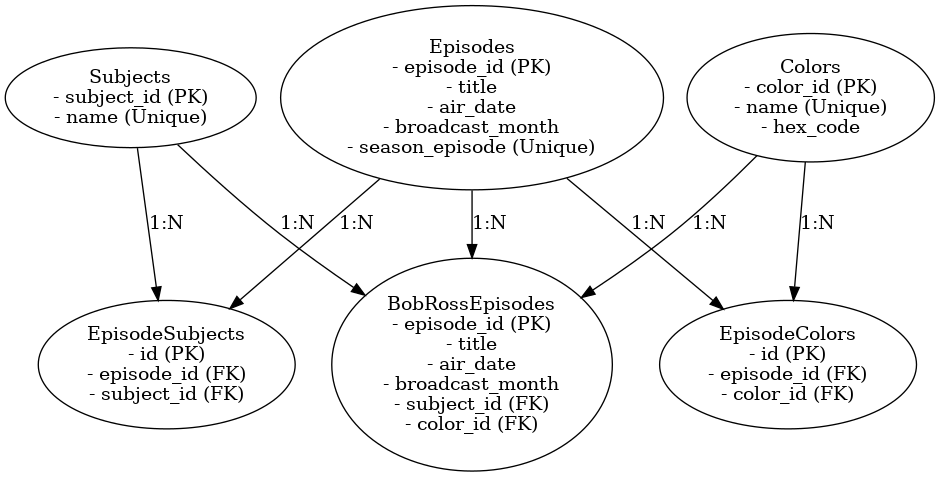 Subjects
- subject_id (PK)
- name (Unique)
Episodes
- episode_id (PK)
- title
- air_date
- broadcast_month
- season_episode (Unique)
Colors
- color_id (PK)
- name (Unique)
- hex_code
1:N
1:N
1:N
1:N
1:N
1:N
1:N
EpisodeSubjects
- id (PK)
- episode_id (FK)
- subject_id (FK)
BobRossEpisodes
- episode_id (PK)
- title
- air_date
- broadcast_month
- subject_id (FK)
- color_id (FK)
EpisodeColors
- id (PK)
- episode_id (FK)
- color_id (FK)